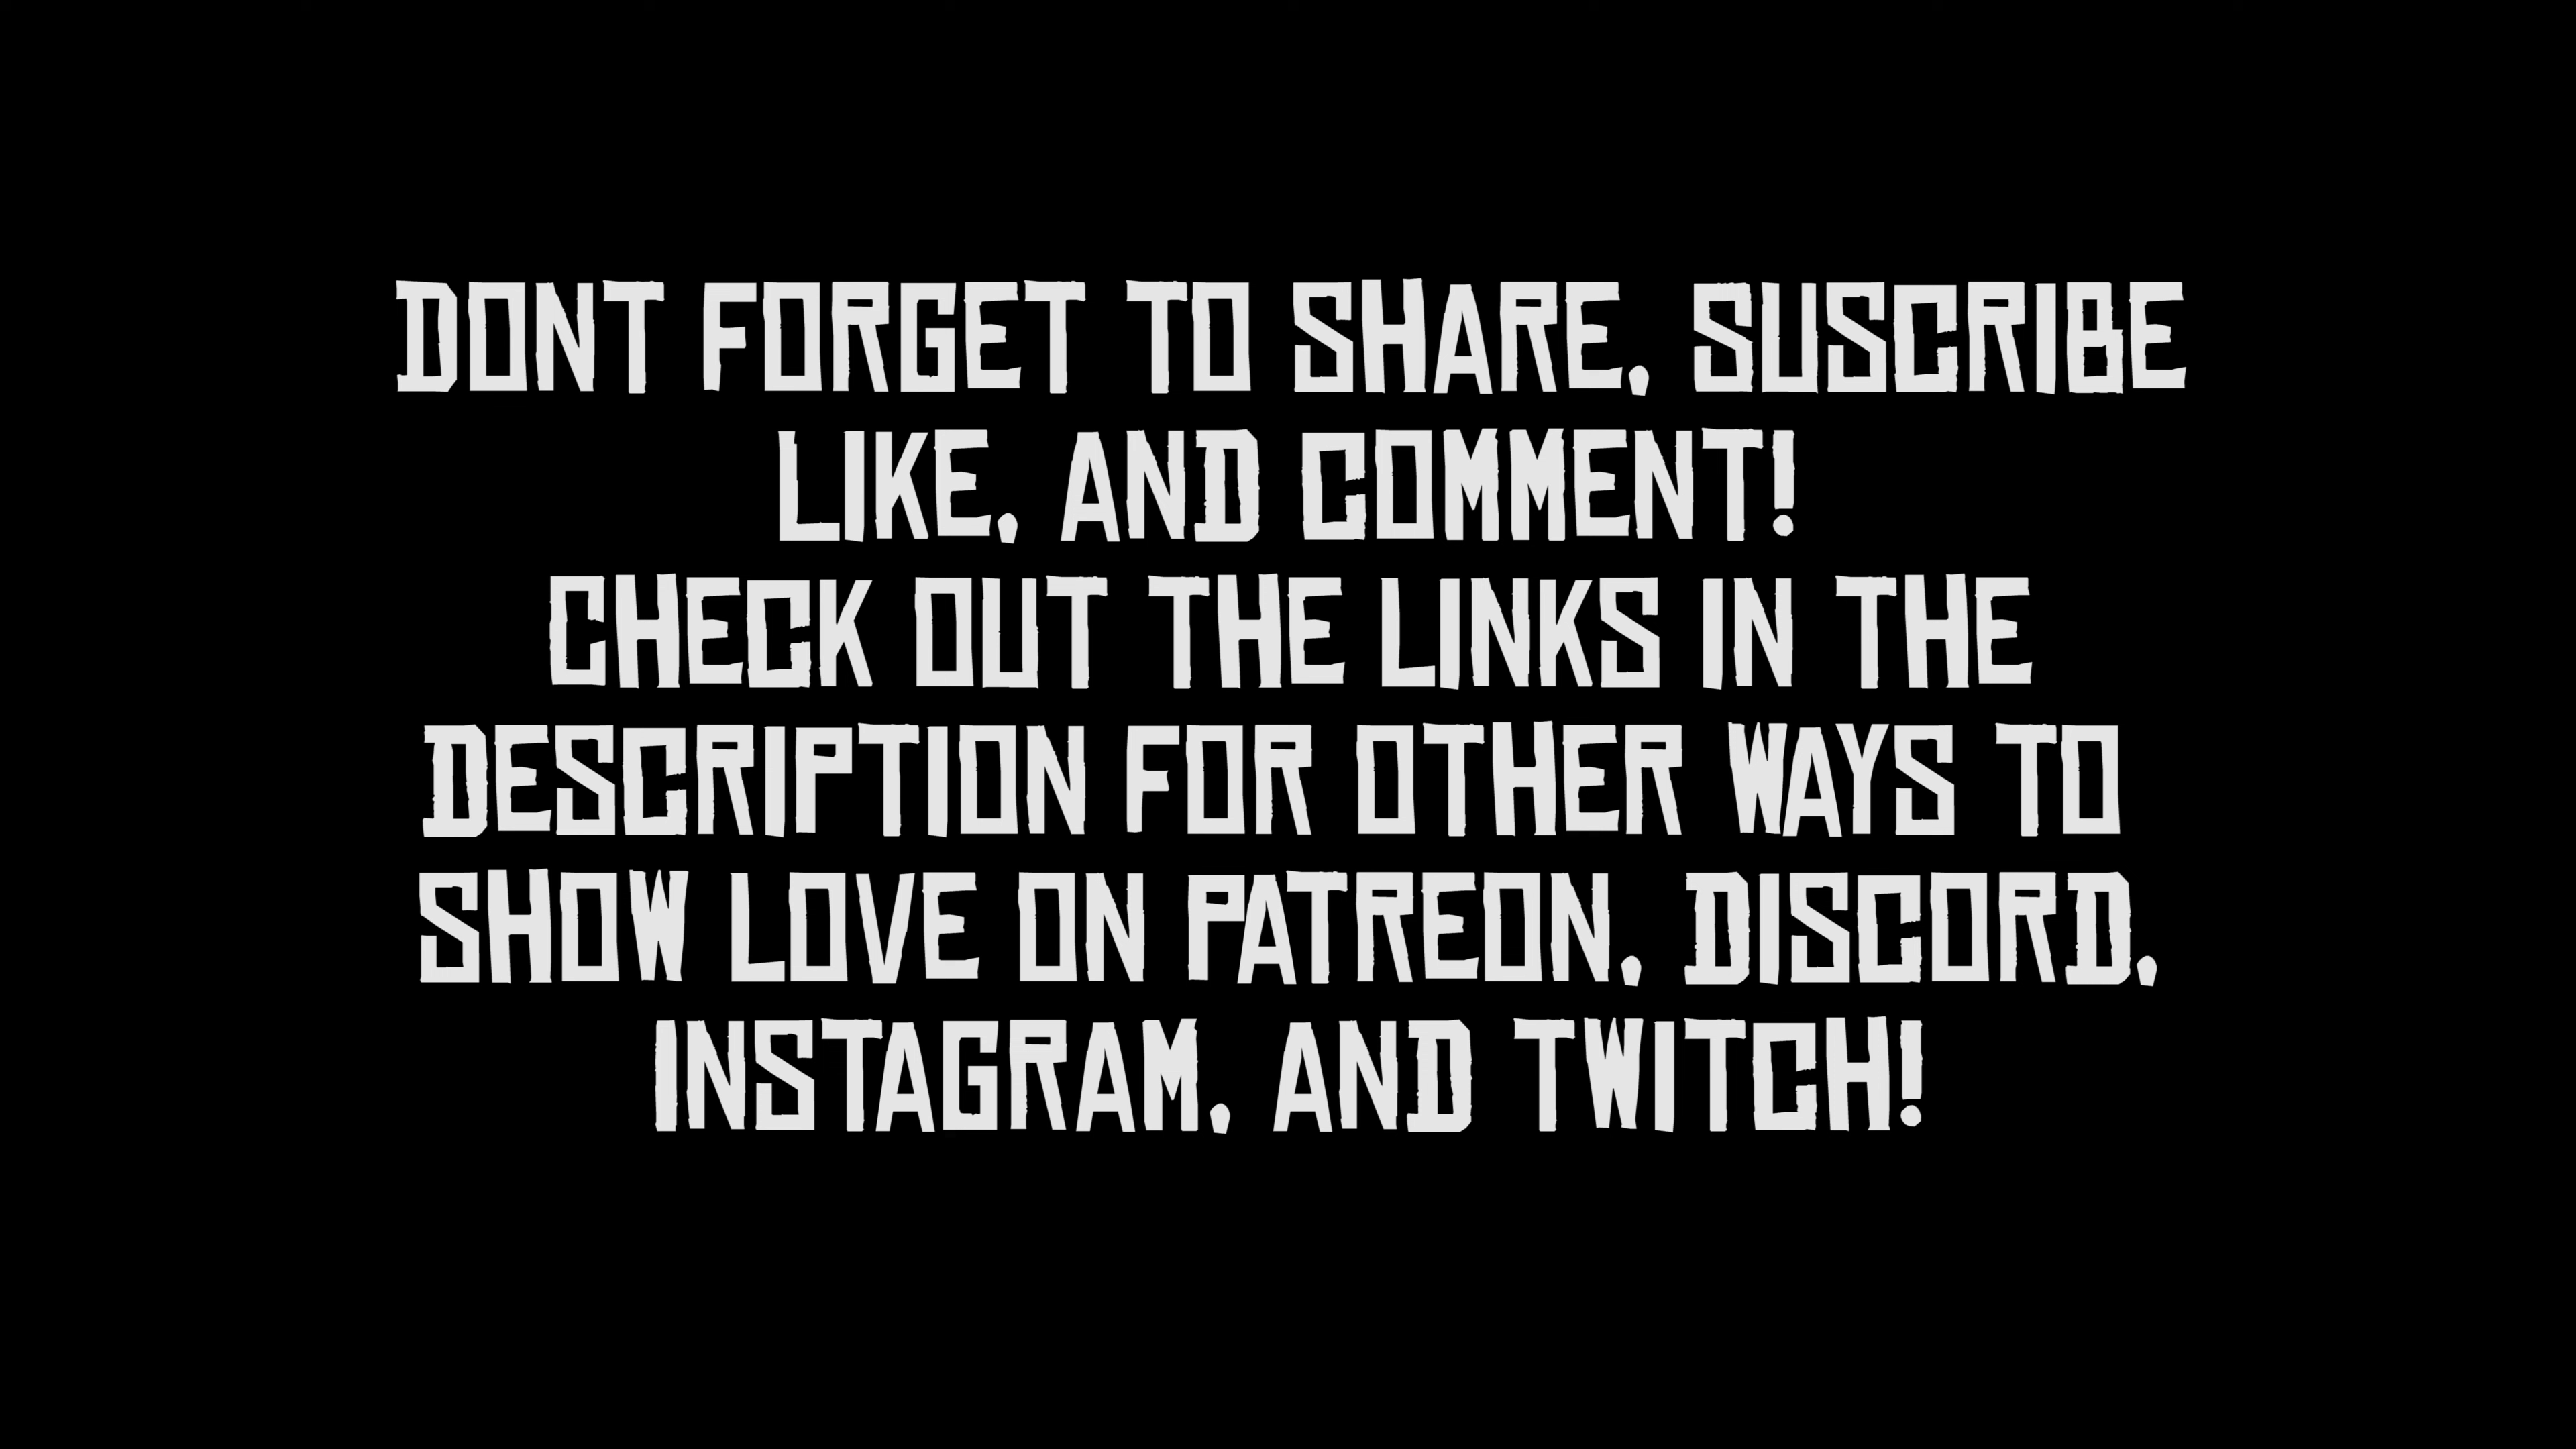 DONT FORGET TO SHARE, SUSCRIBE
LIKE, AND COMMENT!
CHECK OUT THE LINKS IN THE
DESCRIPTION FOR OTHER WAYS TO
SHOW LOVE ON PATREON, DISCORD,
INSTAGRAM, AND TWITCH!